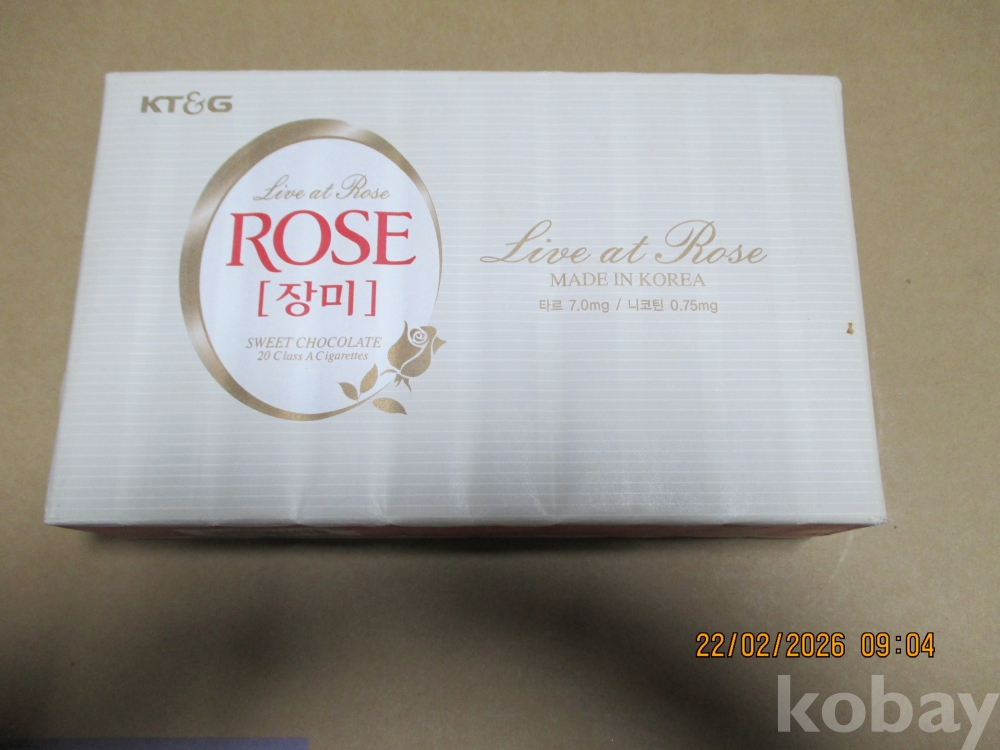 KT&G
Live at Rose
ROSE
[장미]
SWEET CHOCOLATE
20 Class A Cigarettes
Live at Rose
MADE IN KOREA
타르 7.0mg / 니코틴 0.75mg
22/02/2026 09:04
kobay